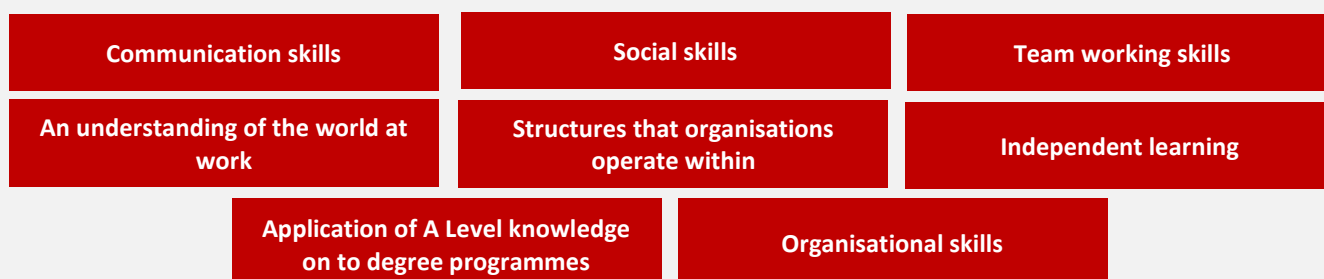 Communication skills
Social skills
Team working skills
An understanding of the world at
work
Structures that organisations
operate within
Independent learning
Application of A Level knowledge
on to degree programmes
Organisational skills